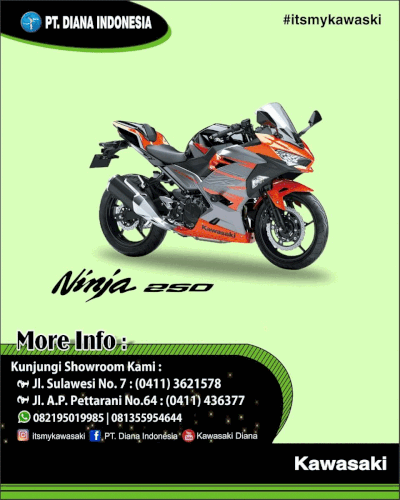 PT. DIANA INDONESIA
#itsmykawaski
Kawasaki
Ninja 250
More Info :
Kunjungi Showroom Kami :
Jl. Sulawesi No. 7 : (0411) 3621578
Jl. A.P. Pettarani No.64 : (0411) 436377
082195019985 | 081355954644
itsmykawasaki PT. Diana Indonesia Kawasaki Diana
Kawasaki